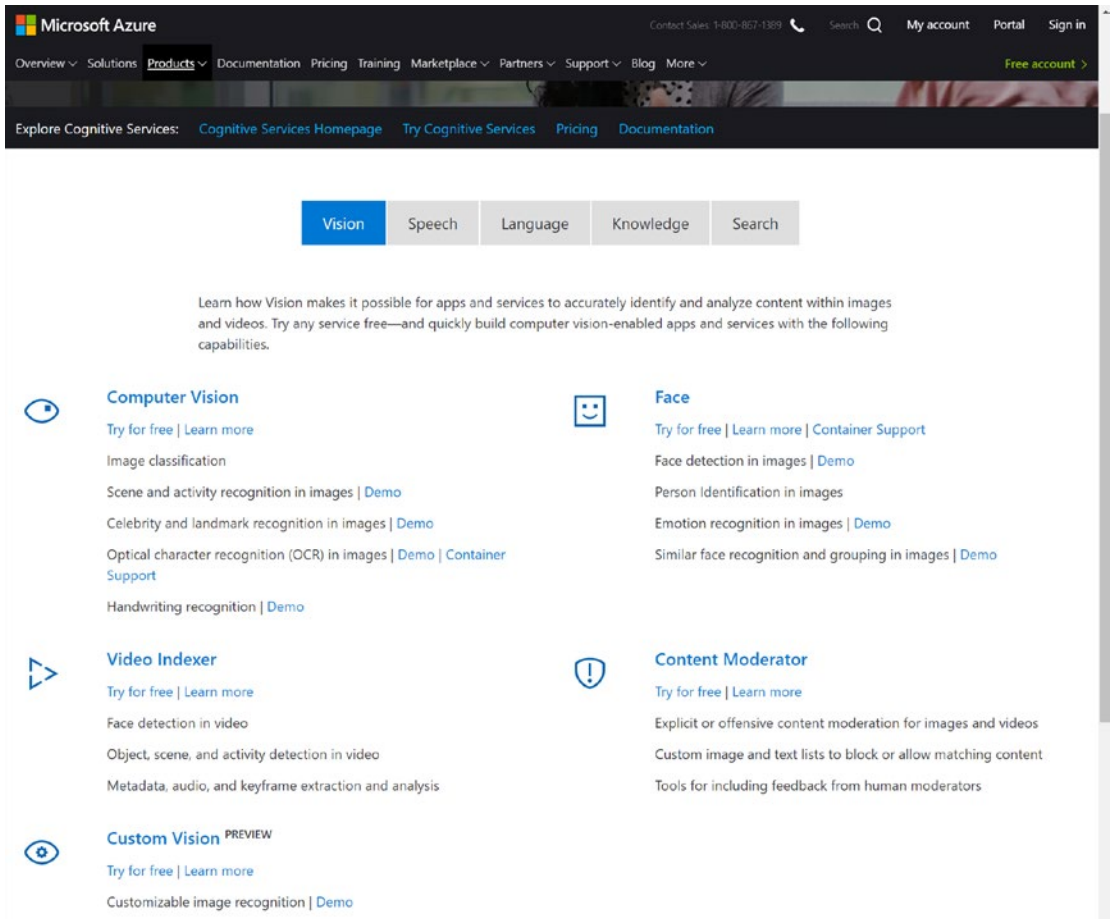 Microsoft Azure
Contact Sales 1-800-867-1389 Search My account Portal Sign in
Overview Solutions Products Documentation Pricing Training Marketplace Partners Support Blog More Free account >
Explore Cognitive Services: Cognitive Services Homepage Try Cognitive Services Pricing Documentation
Vision Speech Language Knowledge Search
Learn how Vision makes it possible for apps and services to accurately identify and analyze content within images
and videos. Try any service free—and quickly build computer vision-enabled apps and services with the following
capabilities.
Computer Vision
Try for free | Learn more
Image classification
Scene and activity recognition in images | Demo
Celebrity and landmark recognition in images | Demo
Optical character recognition (OCR) in images | Demo | Container
Support
Handwriting recognition | Demo
Face
Try for free | Learn more | Container Support
Face detection in images | Demo
Person Identification in images
Emotion recognition in images | Demo
Similar face recognition and grouping in images | Demo
Video Indexer
Try for free | Learn more
Face detection in video
Object, scene, and activity detection in video
Metadata, audio, and keyframe extraction and analysis
Content Moderator
Try for free | Learn more
Explicit or offensive content moderation for images and videos
Custom image and text lists to block or allow matching content
Tools for including feedback from human moderators
Custom Vision PREVIEW
Try for free | Learn more
Customizable image recognition | Demo